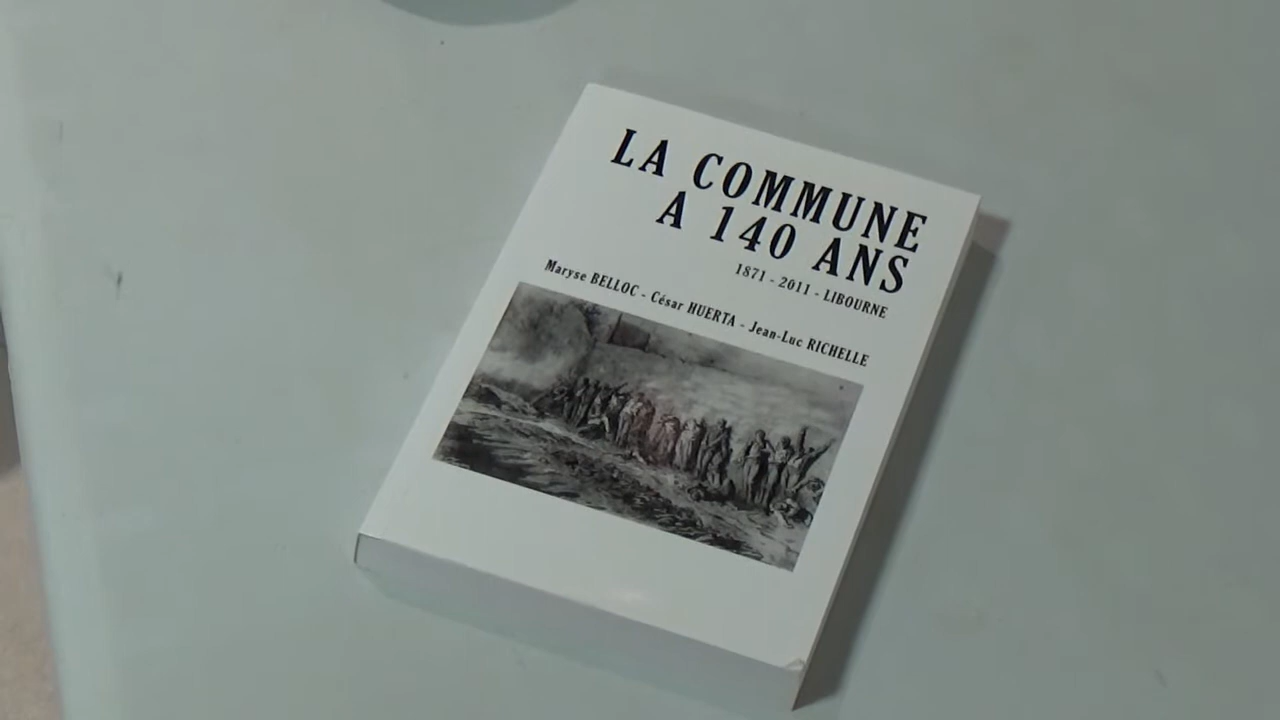 LA COMMUNE
A 140 ANS
1871 - 2011 - LIBOURNE
Maryse BELLOC - César HUERTA - Jean-Luc RICHELLE